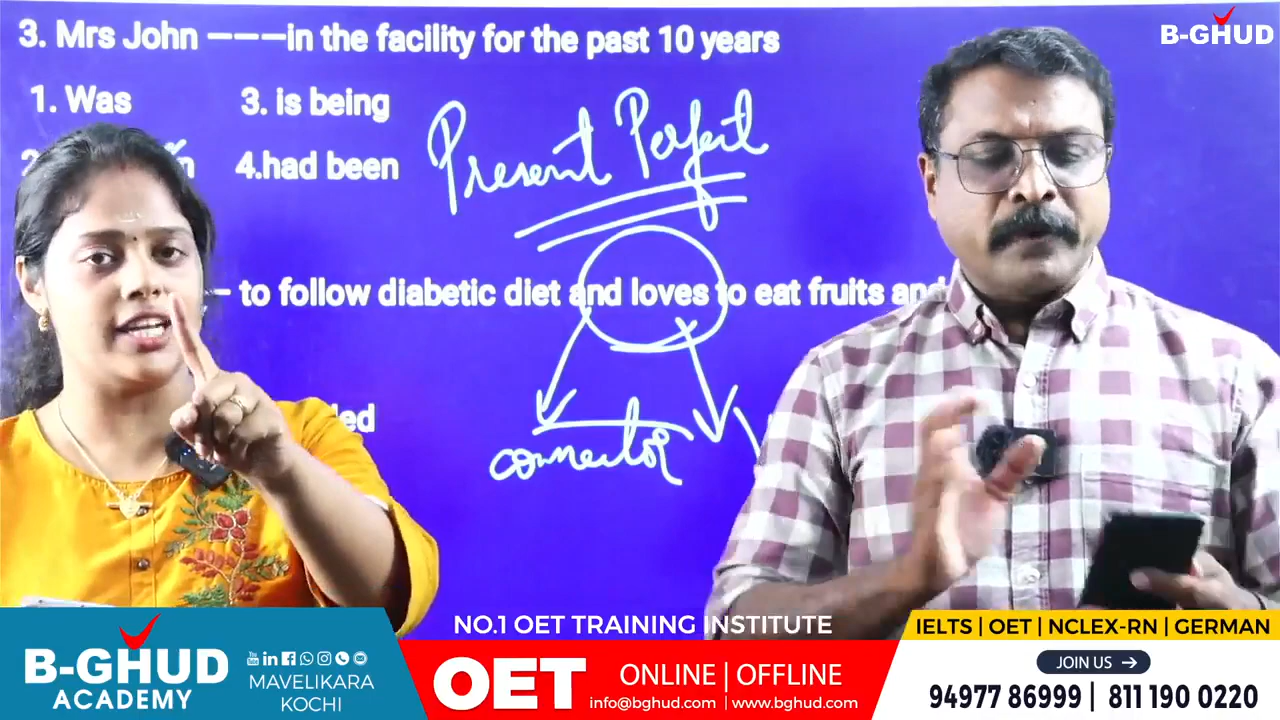 3. Mrs John ———in the facility for the past 10 years
B-GHUD
1. Was 3. is being
4.had been
Present Perfect
– to follow diabetic diet and loves to eat fruits and
connector
NO.1 OET TRAINING INSTITUTE
IELTS | OET | NCLEX-RN | GERMAN
B-GHUD
ACADEMY
MAVELIKARA
KOCHI
OET
ONLINE | OFFLINE
info@bghud.com | www.bghud.com
JOIN US →
94977 86999 | 811 190 0220